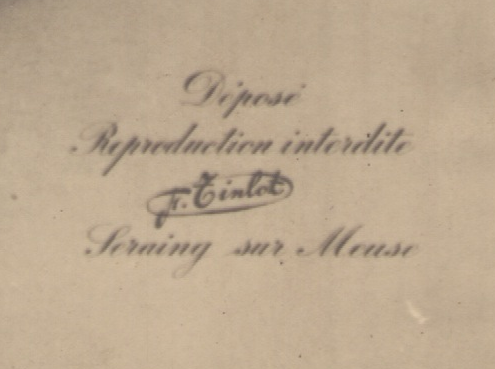 Déposé
Reproduction interdite
F. Tinlot
Seraing sur Meuse